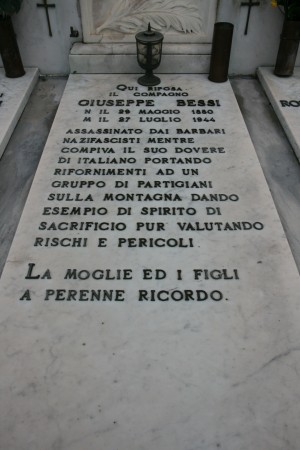 QUI RIPOSA
IL COMPAGNO
GIUSEPPE BESSI
N IL 29 MAGGIO 1880
M IL 27 LUGLIO 1944
ASSASSINATO DAI BARBARI
NAZIFASCISTI MENTRE
COMPIVA IL SUO DOVERE
DI ITALIANO PORTANDO
RIFORNIMENTI AD UN
GRUPPO DI PARTIGIANI
SULLA MONTAGNA DANDO
ESEMPIO DI SPIRITO DI
SACRIFICIO PUR VALUTANDO
RISCHI E PERICOLI.
LA MOGLIE ED I FIGLI
A PERENNE RICORDO.